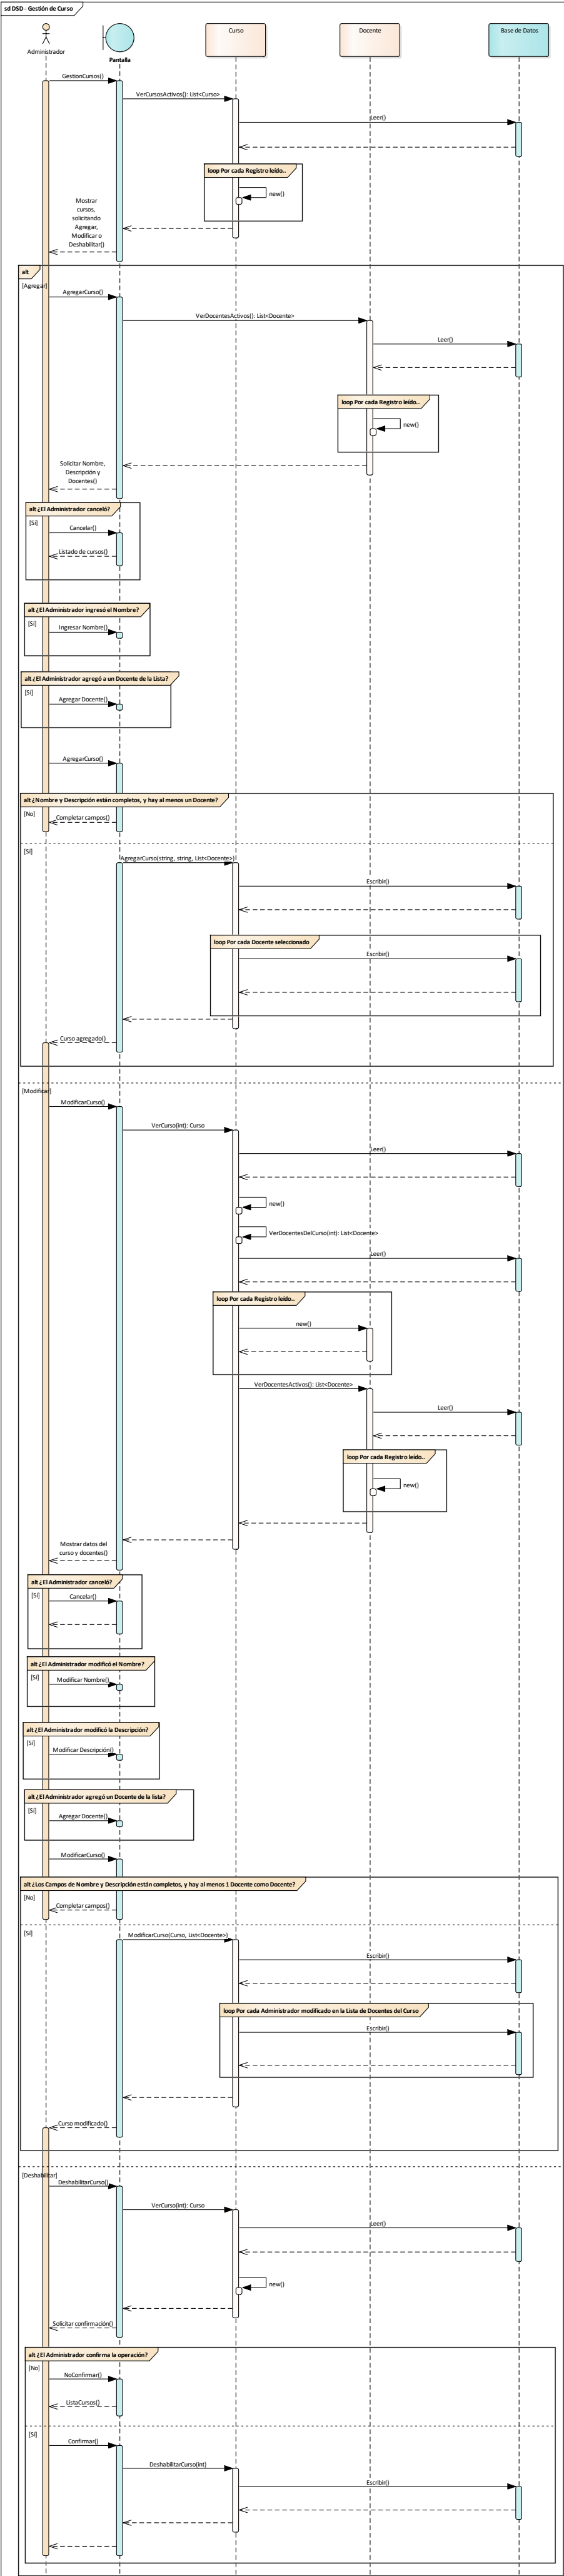 sd DSD - Gestión de Curso
Administrador
Pantalla
Curso
Docente
Base de Datos
GestionCursos()
VerCursosActivos(): List<Curso>
Leer()
loop Por cada Registro leído..
new()
Mostrar
cursos,
solicitando
Agregar,
Modificar o
Deshabilitar()
alt
[Agregar]
AgregarCurso()
VerDocentesActivos(): List<Docente>
Leer()
loop Por cada Registro leído..
new()
Solicitar Nombre,
Descripción y
Docentes()
alt ¿El Administrador canceló?
[Sí]
Cancelar()
Listado de cursos()
alt ¿El Administrador ingresó el Nombre?
[Sí]
Ingresar Nombre()
alt ¿El Administrador agregó a un Docente de la Lista?
[Sí]
Agregar Docente()
AgregarCurso()
alt ¿Nombre y Descripción están completos, y hay al menos un Docente?
[No]
Completar campos()
[Sí]
AgregarCurso(string, string, List<Docente>)
Escribir()
loop Por cada Docente seleccionado
Escribir()
Curso agregado()
[Modificar]
ModificarCurso()
VerCurso(int): Curso
Leer()
new()
VerDocentesDelCurso(int): List<Docente>
Leer()
loop Por cada Registro leído..
new()
VerDocentesActivos(): List<Docente>
Leer()
loop Por cada Registro leído..
new()
Mostrar datos del
curso y docentes()
alt ¿El Administrador canceló?
[Sí]
Cancelar()
alt ¿El Administrador modificó el Nombre?
[Sí]
Modificar Nombre()
alt ¿El Administrador modificó la Descripción?
[Sí]
Modificar Descripción()
alt ¿El Administrador agregó un Docente de la lista?
[Sí]
Agregar Docente()
ModificarCurso()
alt ¿Los Campos de Nombre y Descripción están completos, y hay al menos 1 Docente como Docente?
[No]
Completar campos()
[Sí]
ModificarCurso(Curso, List<Docente>)
Escribir()
loop Por cada Administrador modificado en la Lista de Docentes del Curso
Escribir()
Curso modificado()
[Deshabilitar]
DeshabilitarCurso()
VerCurso(int): Curso
Leer()
new()
Solicitar confirmación()
alt ¿El Administrador confirma la operación?
[No]
NoConfirmar()
ListaCursos()
[Sí]
Confirmar()
DeshabilitarCurso(int)
Escribir()